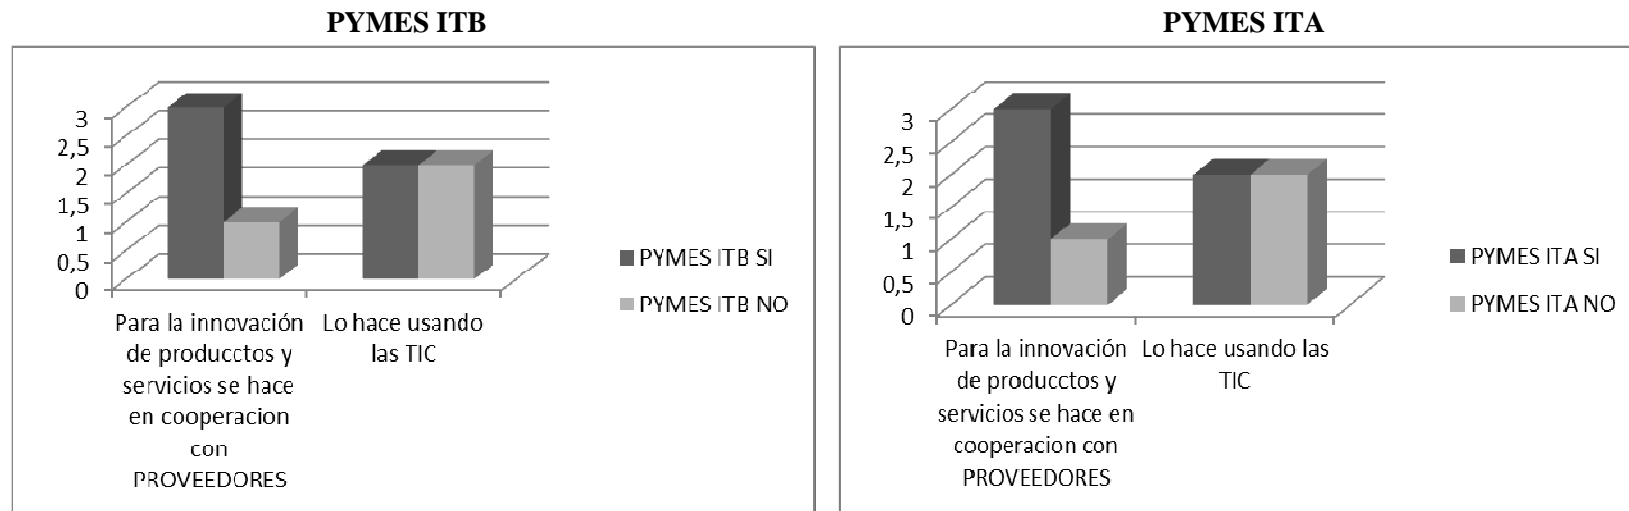 PYMES ITB
3
2,5
2
1,5
1
0,5
0
Para la innovación
de producctos y
servicios se hace
en cooperacion
con
PROVEEDORES
Lo hace usando
las TIC
PYMES ITB SI
PYMES ITB NO
PYMES ITA
3
2,5
2
1,5
1
0,5
0
Para la innovación
de producctos y
servicios se hace en
cooperacion con
PROVEEDORES
Lo hace usando las
TIC
PYMES ITA SI
PYMES ITA NO